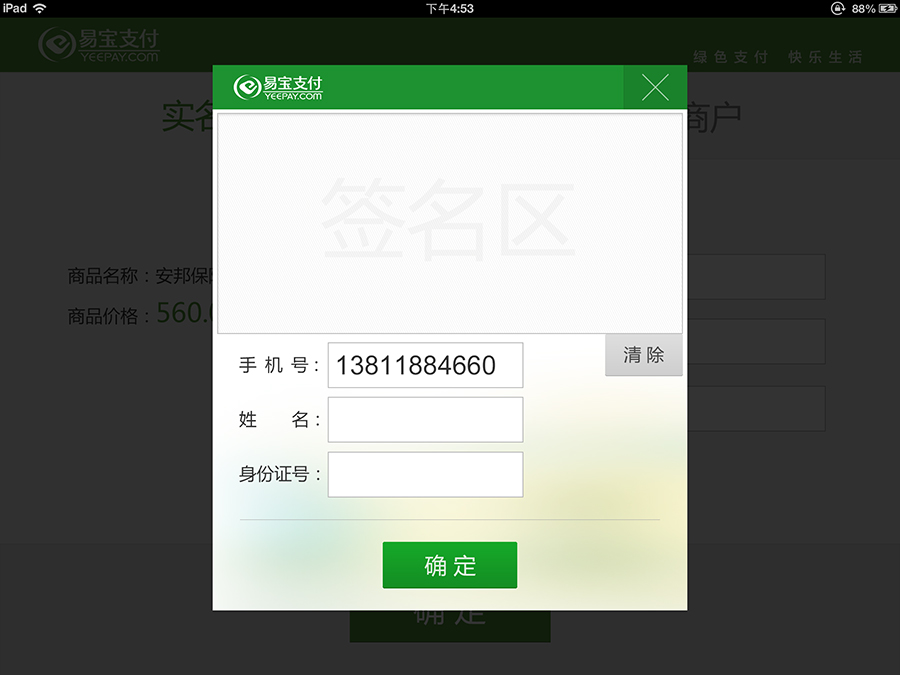 iPad 下午4:53 88%
易宝支付
YEEPAY.COM
绿色支付 快乐生活
易宝支付
YEEPAY.COM
实名
商户
签名区
商品名称：安邦保
商品价格：560.
清除
手机号：13811884660
姓名：
身份证号：
确定
确定